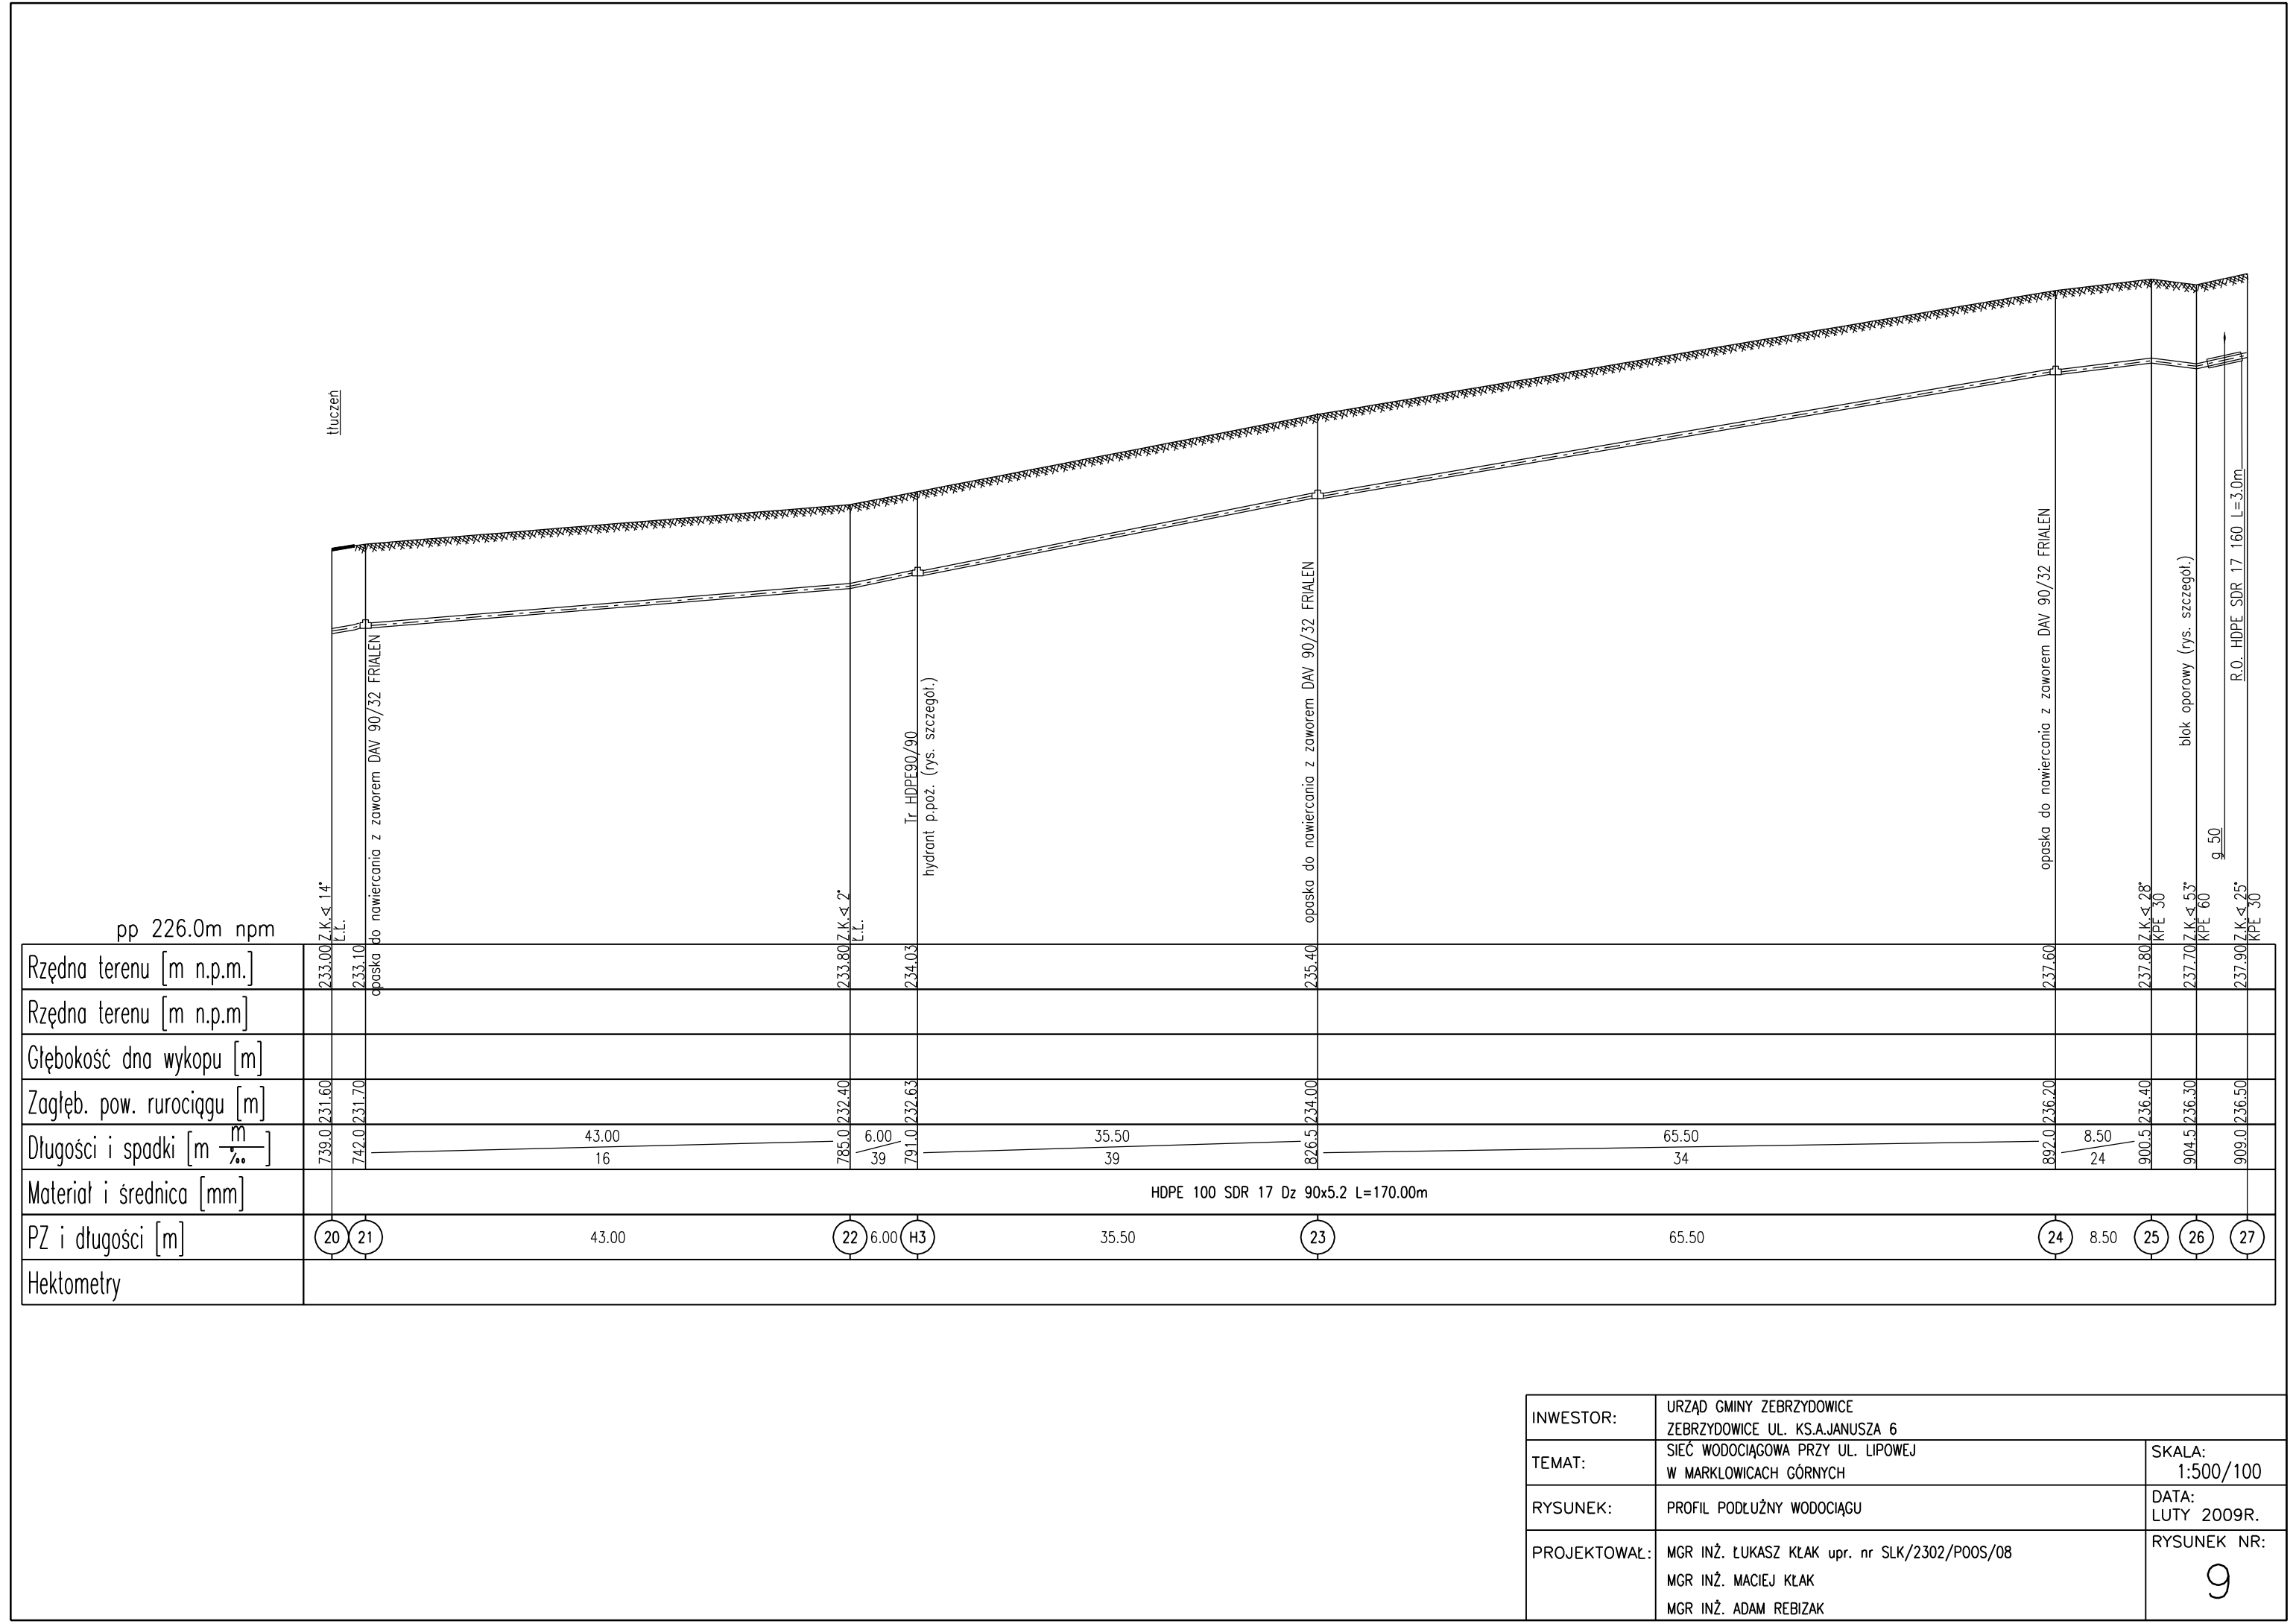 tłuczeń
opaska do nawiercania z zaworem DAV 90/32 FRIALEN
Tr HDPE90/90
hydrant p.poż. (rys. szczegół.)
opaska do nawiercania z zaworem DAV 90/32 FRIALEN
opaska do nawiercania z zaworem DAV 90/32 FRIALEN
blok oporowy (rys. szczegół.)
g 50
R.O. HDPE SDR 17 160 L=3.0m
Z.K.∢ 14°
Ł.Ł.
Z.K.∢ 2°
Ł.Ł.
Z.K.∢ 28°
KPE 30
Z.K.∢ 53°
KPE 60
Z.K.∢ 25°
KPE 30
pp 226.0m npm
Rzędna terenu [m n.p.m.] 233.00 233.10 233.80 234.03 235.40 237.60 237.80 237.70 237.90
Rzędna terenu [m n.p.m]
Głębokość dna wykopu [m]
Zagłęb. pow. rurociągu [m] 231.60 231.70 232.40 232.63 234.00 236.20 236.40 236.30 236.50
Długości i spadki [m m/‰] 739.0 742.0 785.0 791.0 826.5 892.0 900.5 904.5 909.0
43.00 6.00 35.50 65.50 8.50
16 39 39 34 24
Materiał i średnica [mm] HDPE 100 SDR 17 Dz 90x5.2 L=170.00m
PZ i długości [m] 20 21 43.00 22 6.00 H3 35.50 23 65.50 24 8.50 25 26 27
Hektometry
INWESTOR: URZĄD GMINY ZEBRZYDOWICE
ZEBRZYDOWICE UL. KS.A.JANUSZA 6
TEMAT: SIEĆ WODOCIĄGOWA PRZY UL. LIPOWEJ
W MARKLOWICACH GÓRNYCH
SKALA:
1:500/100
RYSUNEK: PROFIL PODŁUŻNY WODOCIĄGU
DATA:
LUTY 2009R.
PROJEKTOWAŁ: MGR INŻ. ŁUKASZ KŁAK upr. nr SLK/2302/POOS/08
MGR INŻ. MACIEJ KŁAK
MGR INŻ. ADAM REBIZAK
RYSUNEK NR:
9